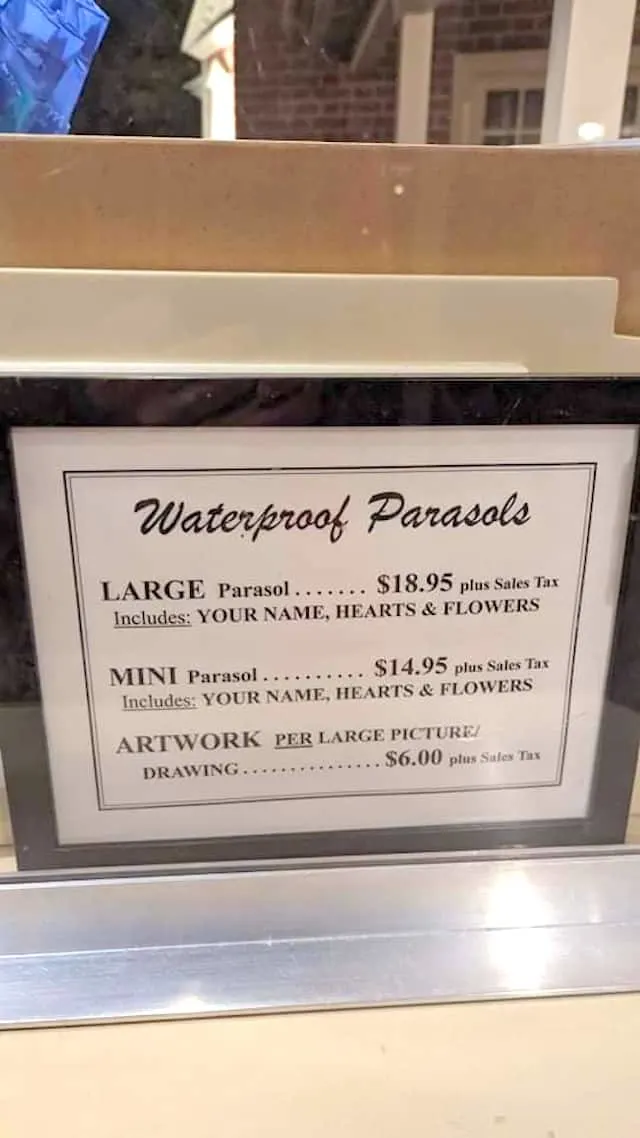 Waterproof Parasols
LARGE Parasol ....... $18.95 plus Sales Tax
Includes: YOUR NAME, HEARTS & FLOWERS
MINI Parasol .......... $14.95 plus Sales Tax
Includes: YOUR NAME, HEARTS & FLOWERS
ARTWORK PER LARGE PICTURE/
DRAWING ............... $6.00 plus Sales Tax